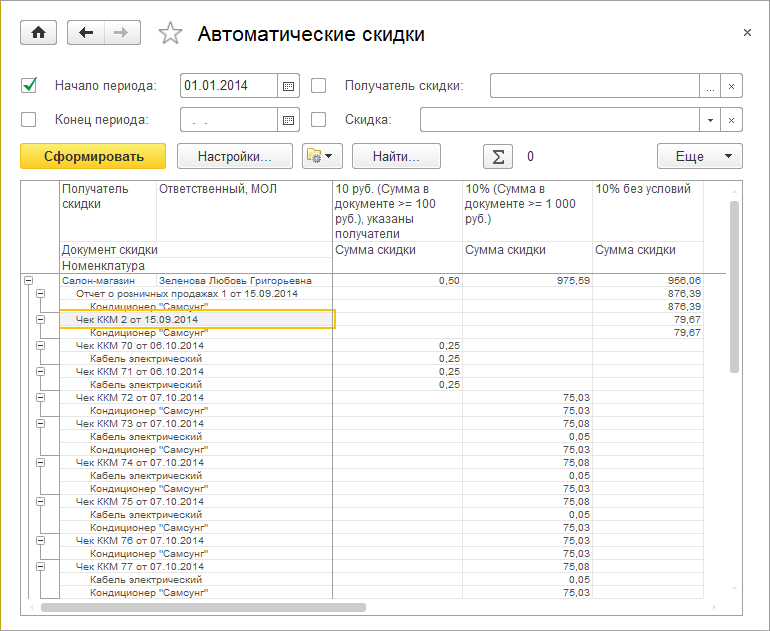 Автоматические скидки
Начало периода: 01.01.2014 Получатель скидки: ...
Конец периода: . . Скидка:
Сформировать Настройки... Найти... Σ 0 Еще
Получатель скидки Ответственный, МОЛ 10 руб. (Сумма в документе >= 100 руб.), указаны получатели 10% (Сумма в документе >= 1 000 руб.) 10% без условий
Документ скидки Сумма скидки Сумма скидки Сумма скидки
Номенклатура
Салон-магазин Зеленова Любовь Григорьевна 0,50 975,59 956,06
Отчет о розничных продажах 1 от 15.09.2014 876,39
Кондиционер "Самсунг" 876,39
Чек ККМ 2 от 15.09.2014 79,67
Кондиционер "Самсунг" 79,67
Чек ККМ 70 от 06.10.2014 0,25
Кабель электрический 0,25
Чек ККМ 71 от 06.10.2014 0,25
Кабель электрический 0,25
Чек ККМ 72 от 07.10.2014 75,03
Кондиционер "Самсунг" 75,03
Чек ККМ 73 от 07.10.2014 75,08
Кабель электрический 0,05
Кондиционер "Самсунг" 75,03
Чек ККМ 74 от 07.10.2014 75,08
Кабель электрический 0,05
Кондиционер "Самсунг" 75,03
Чек ККМ 75 от 07.10.2014 75,08
Кабель электрический 0,05
Кондиционер "Самсунг" 75,03
Чек ККМ 76 от 07.10.2014 75,03
Кондиционер "Самсунг" 75,03
Чек ККМ 77 от 07.10.2014 75,08
Кабель электрический 0,05
Кондиционер "Самсунг" 75,03